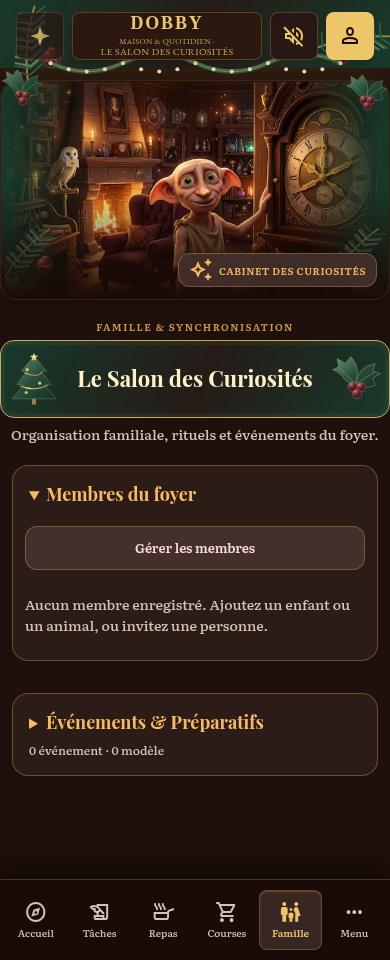 DOBBY
MAISON & QUOTIDIEN ·
LE SALON DES CURIOSITÉS
CABINET DES CURIOSITÉS
FAMILLE & SYNCHRONISATION
Le Salon des Curiosités
Organisation familiale, rituels et événements du foyer.
▼ Membres du foyer
Gérer les membres
Aucun membre enregistré. Ajoutez un enfant ou
un animal, ou invitez une personne.
▶ Événements & Préparatifs
0 événement · 0 modèle
Accueil Tâches Repas Courses Famille Menu